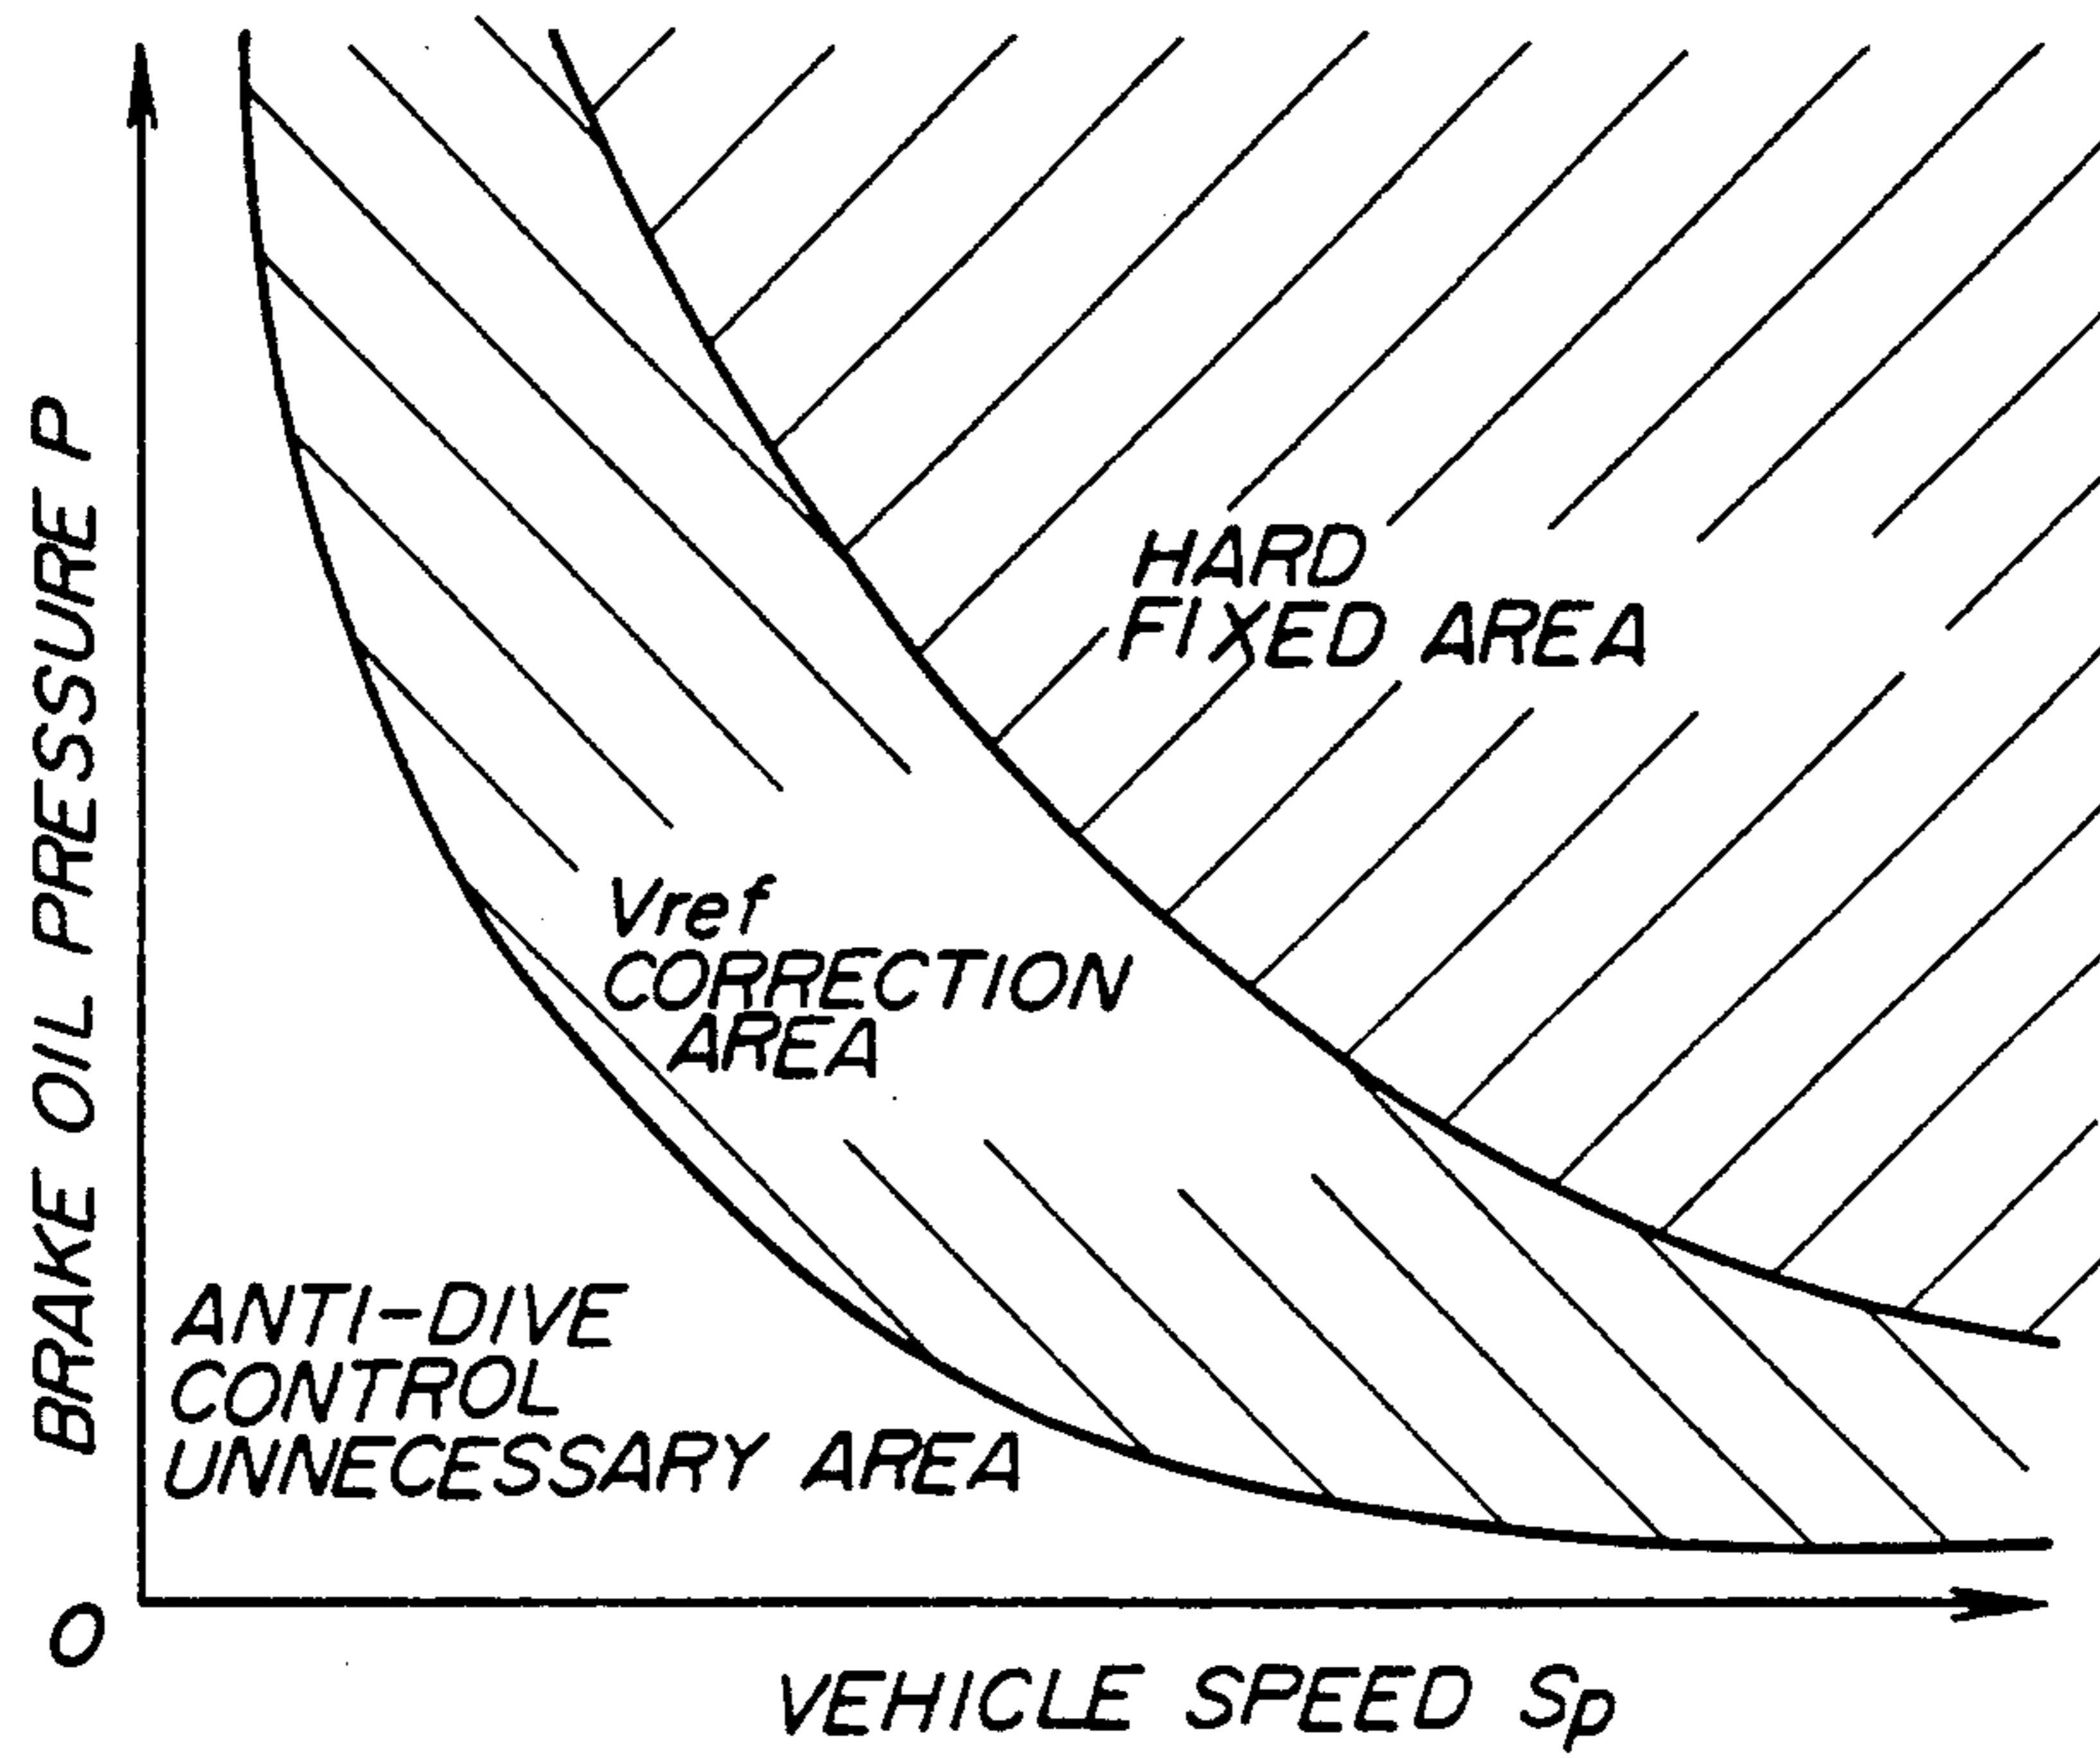 BRAKE OIL PRESSURE P
HARD
FIXED AREA
Vref
CORRECTION
AREA
ANTI-DIVE
CONTROL
UNNECESSARY AREA
O
VEHICLE SPEED Sp